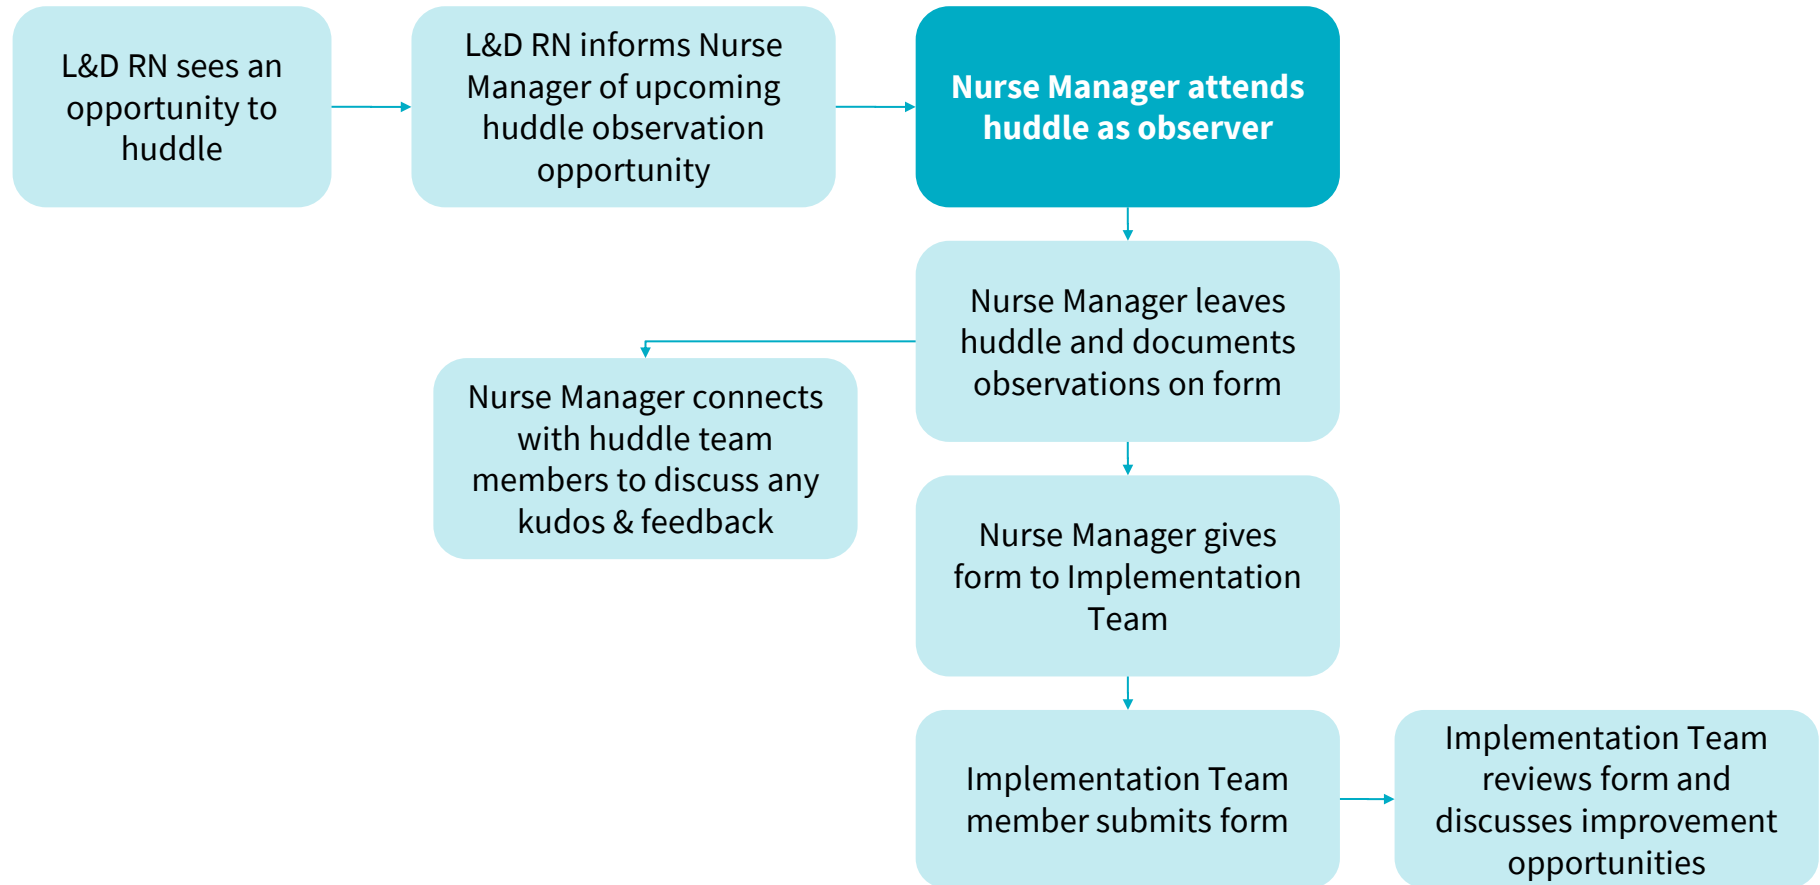 L&D RN sees an
opportunity to
huddle
L&D RN informs Nurse
Manager of upcoming
huddle observation
opportunity
Nurse Manager attends
huddle as observer
Nurse Manager leaves
huddle and documents
observations on form
Nurse Manager connects
with huddle team
members to discuss any
kudos & feedback
Nurse Manager gives
form to Implementation
Team
Implementation Team
member submits form
Implementation Team
reviews form and
discusses improvement
opportunities